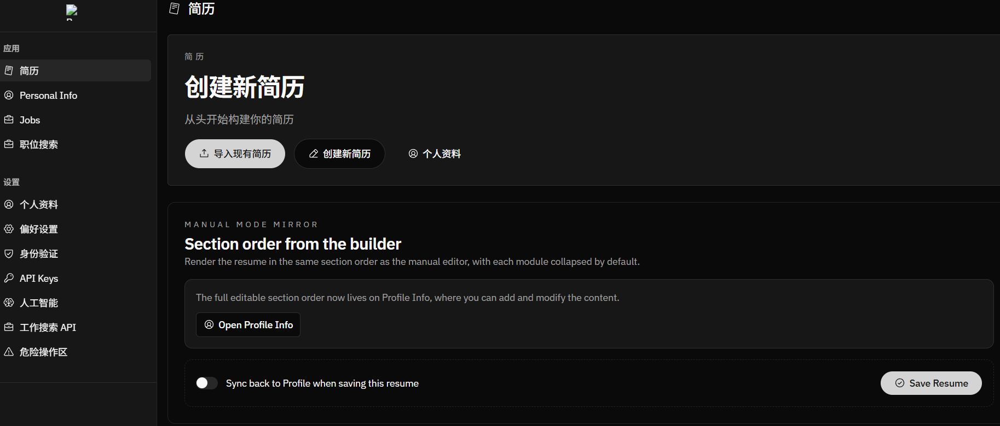 简历
应用
简历
Personal Info
Jobs
职位搜索
设置
个人资料
偏好设置
身份验证
API Keys
人工智能
工作搜索 API
危险操作区
简历
创建新简历
从头开始构建你的简历
导入现有简历
创建新简历
个人资料
MANUAL MODE MIRROR
Section order from the builder
Render the resume in the same section order as the manual editor, with each module collapsed by default.
The full editable section order now lives on Profile Info, where you can add and modify the content.
Open Profile Info
Sync back to Profile when saving this resume
Save Resume